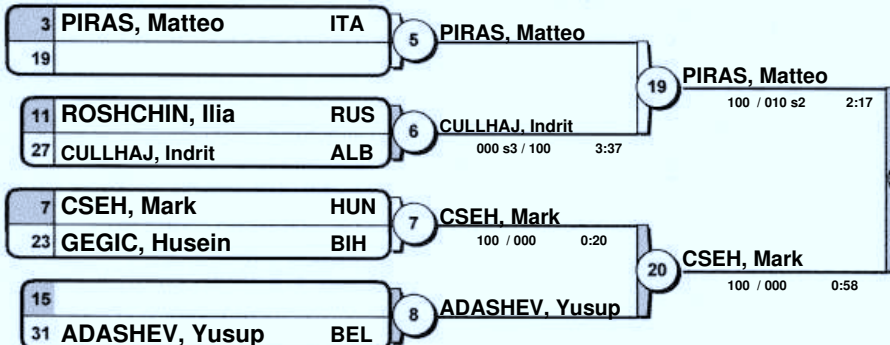 3 PIRAS, Matteo ITA
19
5 PIRAS, Matteo
11 ROSHCHIN, Ilia RUS
27 CULLHAJ, Indrit ALB
6 CULLHAJ, Indrit
000 s3 / 100 3:37
19 PIRAS, Matteo
100 / 010 s2 2:17
7 CSEH, Mark HUN
23 GEGIC, Husein BIH
7 CSEH, Mark
100 / 000 0:20
15
31 ADASHEV, Yusup BEL
8 ADASHEV, Yusup
20 CSEH, Mark
100 / 000 0:58